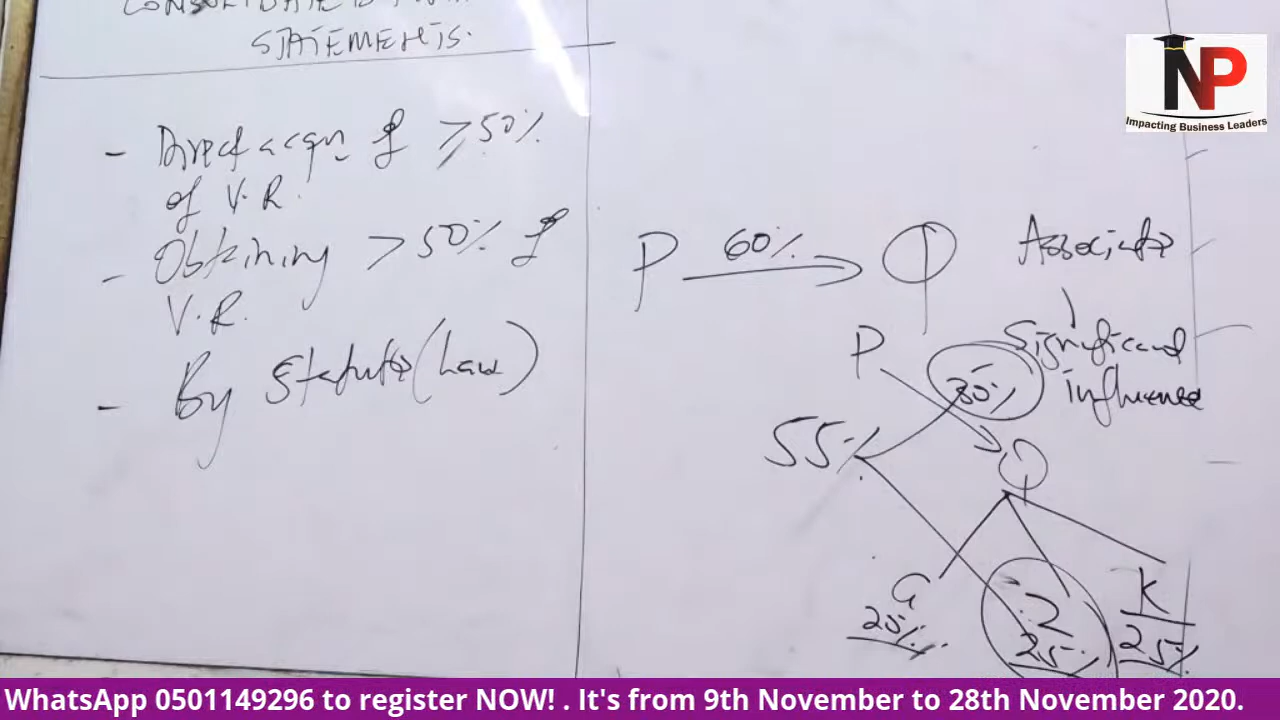 STATEMENTS.
- Direct acqn of ≥50%
of V.R.
- Obtaining >50% of
V.R.
- By Statute (Law)
P 60% Q
Associate
Significant
influence
P 30%
55%
Q
G J K
25% 25%
NP
Impacting Business Leaders
WhatsApp 0501149296 to register NOW! . It's from 9th November to 28th November 2020.